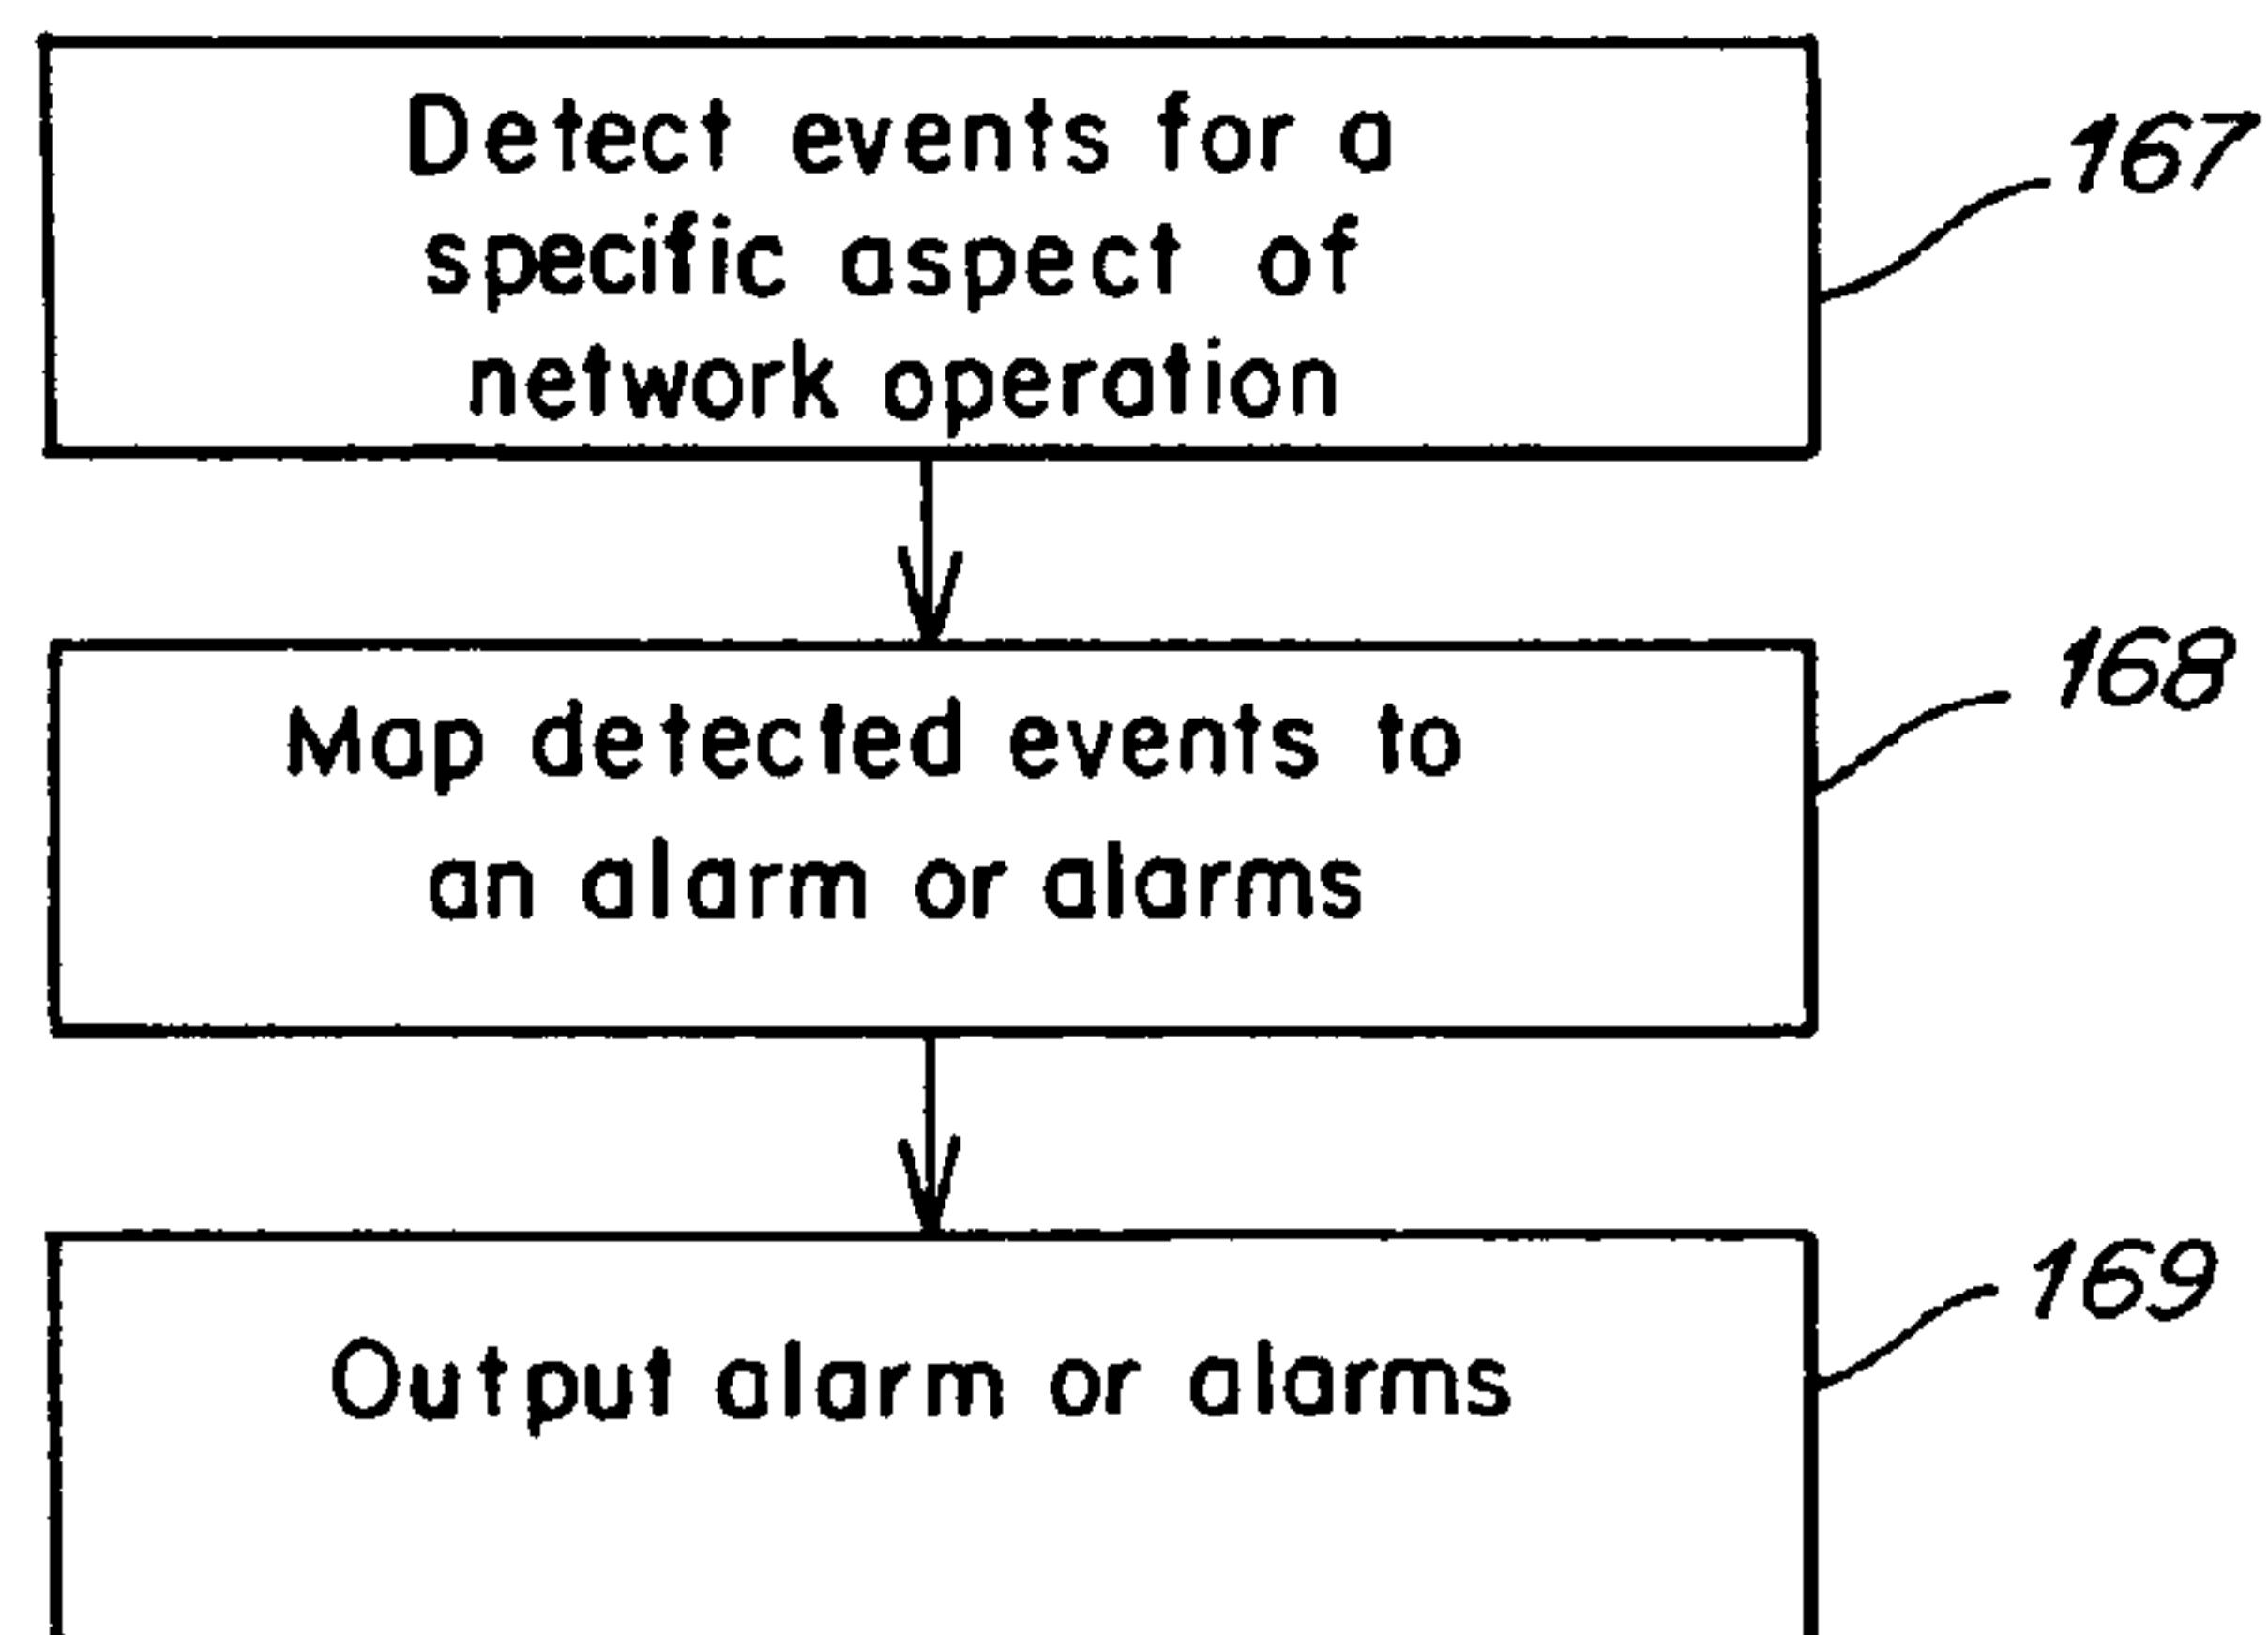 Detect events for a
specific aspect of
network operation
167
Map detected events to
an alarm or alarms
168
Output alarm or alarms
169